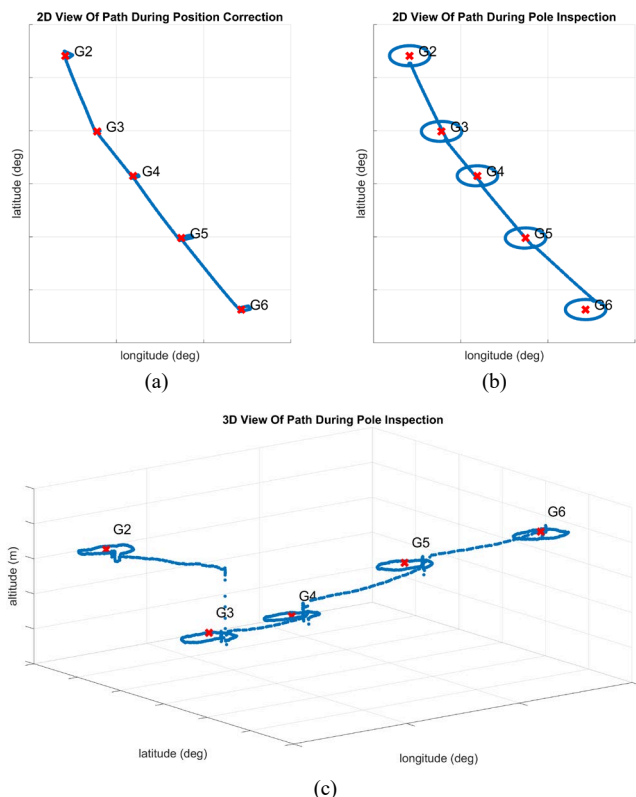 2D View Of Path During Position Correction
G2
G3
G4
G5
G6
latitude (deg)
longitude (deg)
(a)
2D View Of Path During Pole Inspection
G2
G3
G4
G5
G6
latitude (deg)
longitude (deg)
(b)
3D View Of Path During Pole Inspection
G6
G5
G2
G4
G3
altitude (m)
latitude (deg)
longitude (deg)
(c)